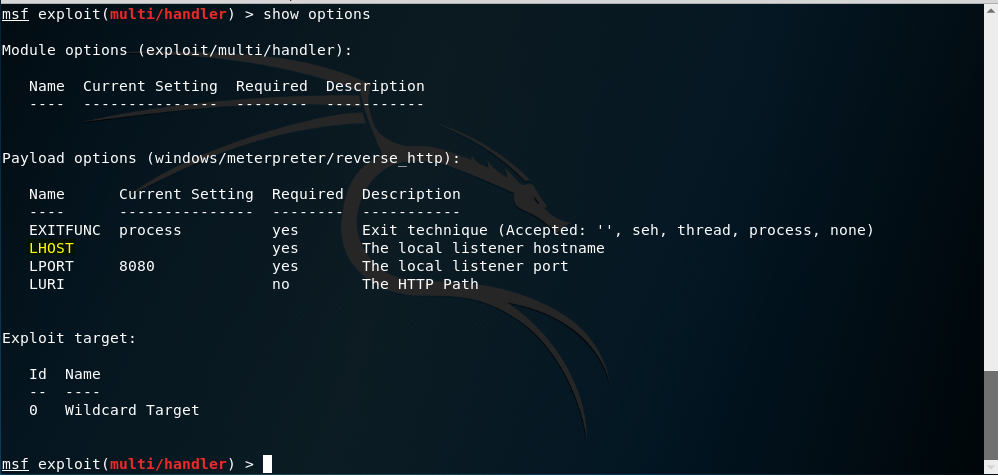 msf exploit(multi/handler) > show options
Module options (exploit/multi/handler):
Name  Current Setting  Required  Description
----  ---------------  --------  -----------
Payload options (windows/meterpreter/reverse_http):
Name      Current Setting  Required  Description
----      ---------------  --------  -----------
EXITFUNC  process          yes       Exit technique (Accepted: '', seh, thread, process, none)
LHOST                      yes       The local listener hostname
LPORT     8080             yes       The local listener port
LURI                       no        The HTTP Path
Exploit target:
Id  Name
--  ----
0   Wildcard Target
msf exploit(multi/handler) >